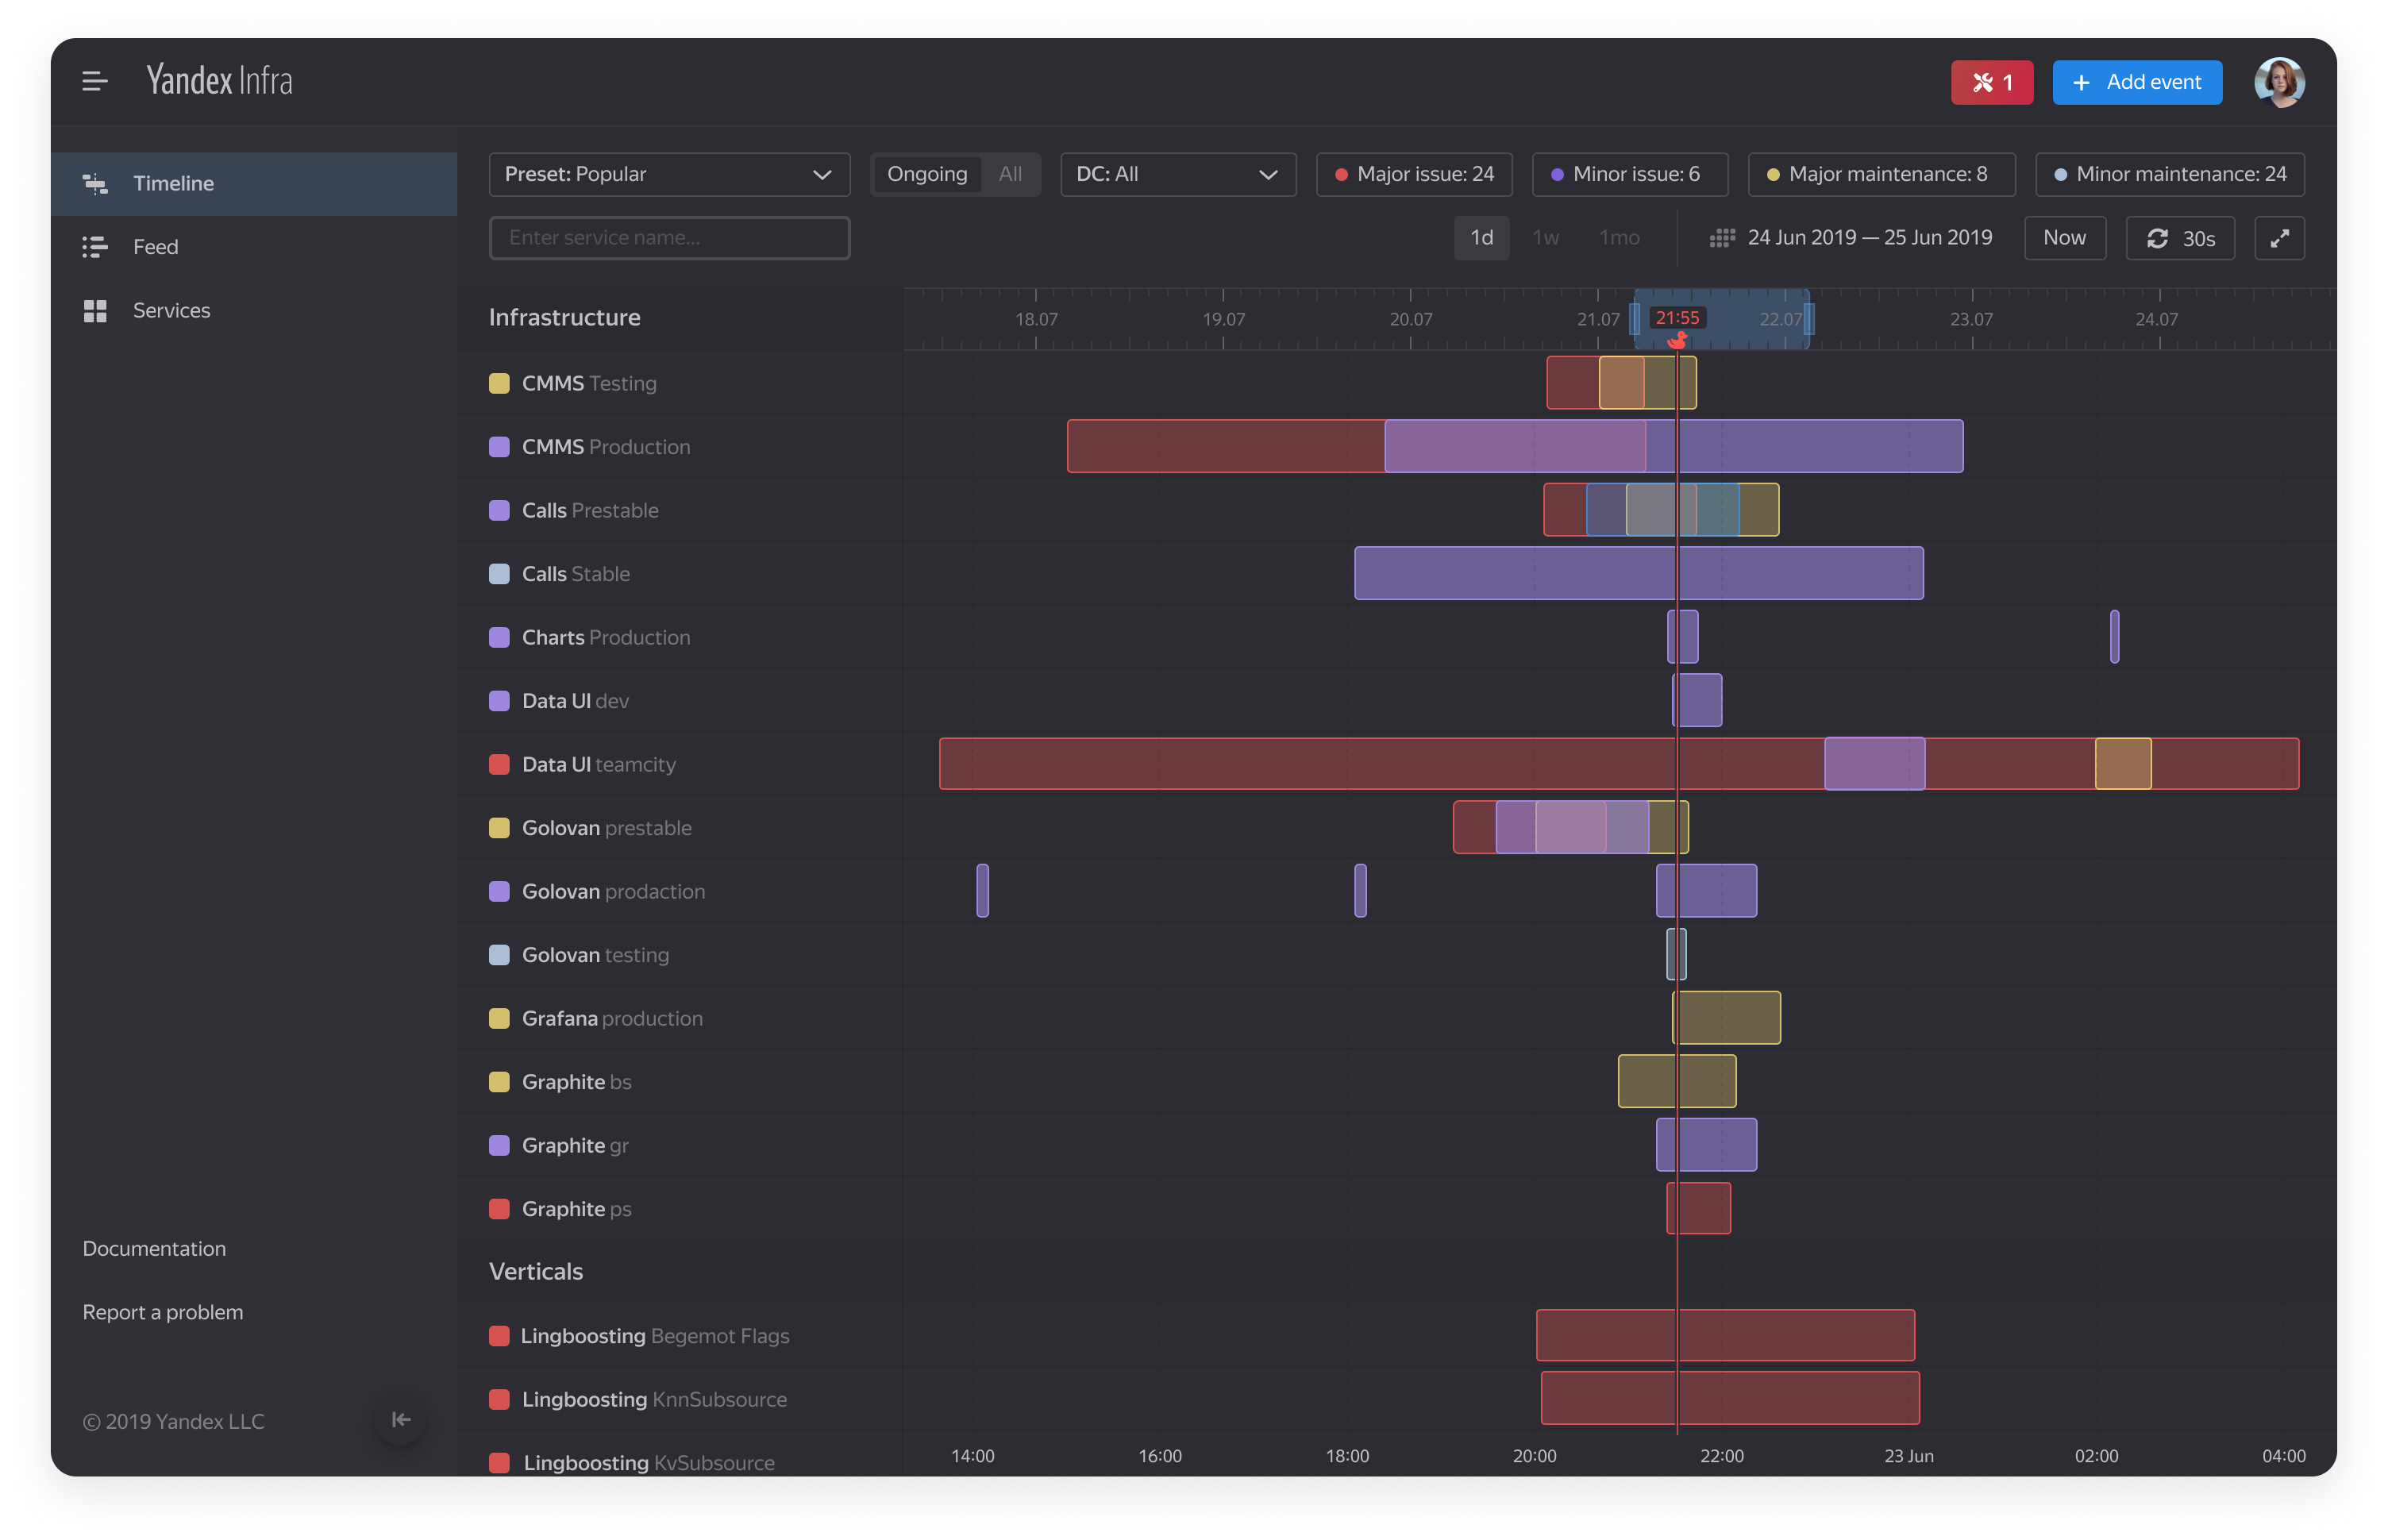 Yandex Infra
1
+ Add event
Timeline
Feed
Services
Preset: Popular
Ongoing
All
DC: All
Major issue: 24
Minor issue: 6
Major maintenance: 8
Minor maintenance: 24
Enter service name...
1d
1w
1mo
24 Jun 2019 — 25 Jun 2019
Now
30s
Infrastructure
18.07
19.07
20.07
21.07
21:55
22.07
23.07
24.07
CMMS Testing
CMMS Production
Calls Prestable
Calls Stable
Charts Production
Data UI dev
Data UI teamcity
Golovan prestable
Golovan prodaction
Golovan testing
Grafana production
Graphite bs
Graphite gr
Graphite ps
Verticals
Lingboosting Begemot Flags
Lingboosting KnnSubsource
Lingboosting KvSubsource
14:00
16:00
18:00
20:00
22:00
23 Jun
02:00
04:00
Documentation
Report a problem
© 2019 Yandex LLC